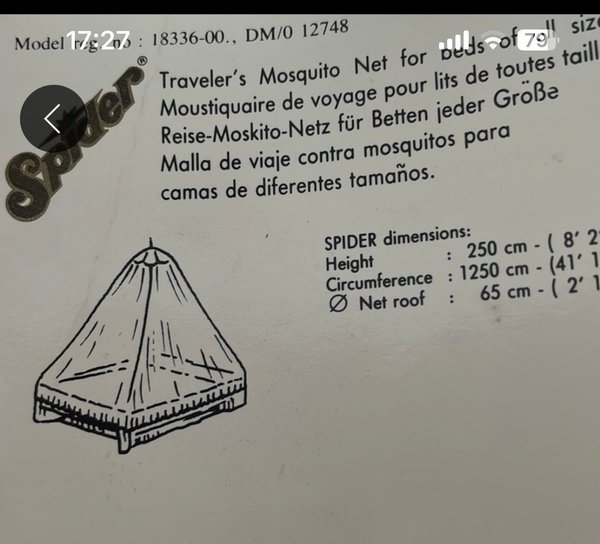 17:27
79
Model reg. no : 18336-00., DM/0 12748
Spider®
Traveler's Mosquito Net for beds of all size
Moustiquaire de voyage pour lits de toutes taill
Reise-Moskito-Netz für Betten jeder Größe
Malla de viaje contra mosquitos para
camas de diferentes tamaños.
SPIDER dimensions:
Height : 250 cm - ( 8' 2
Circumference : 1250 cm - (41' 1
Ø Net roof : 65 cm - ( 2' 1